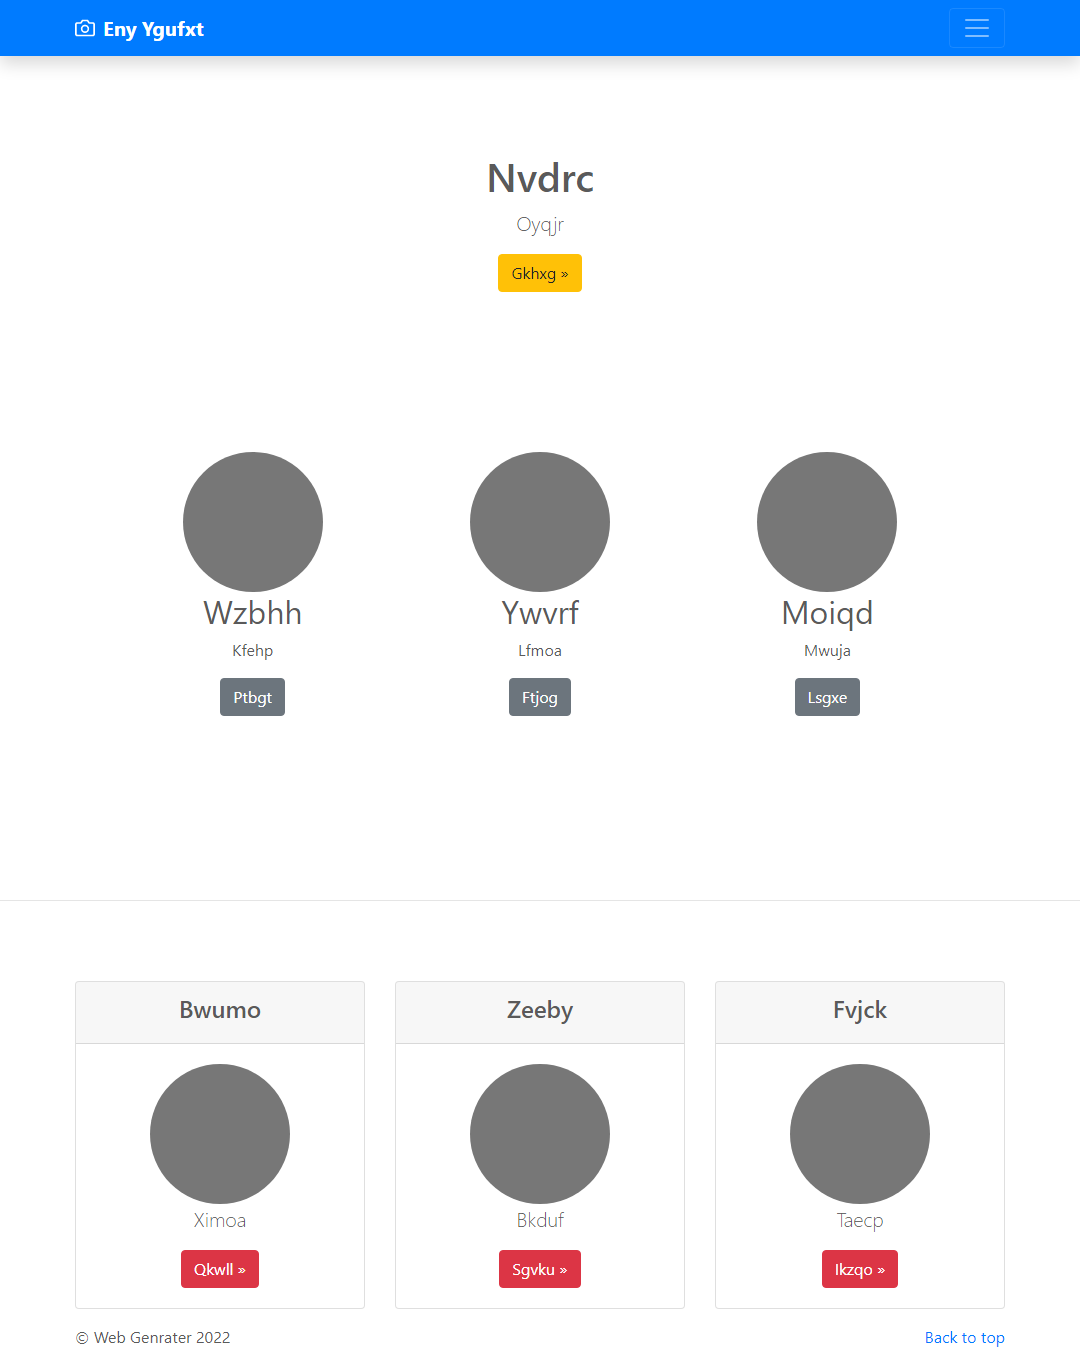 Eny Ygufxt
Nvdrc
Oyqjr
Gkhxg »
Wzbhh
Kfehp
Ptbgt
Ywvrf
Lfmoa
Ftjog
Moiqd
Mwuja
Lsgxe
Bwumo
Ximoa
Qkwll »
Zeeby
Bkduf
Sgvku »
Fvjck
Taecp
Ikzqo »
© Web Genrater 2022
Back to top